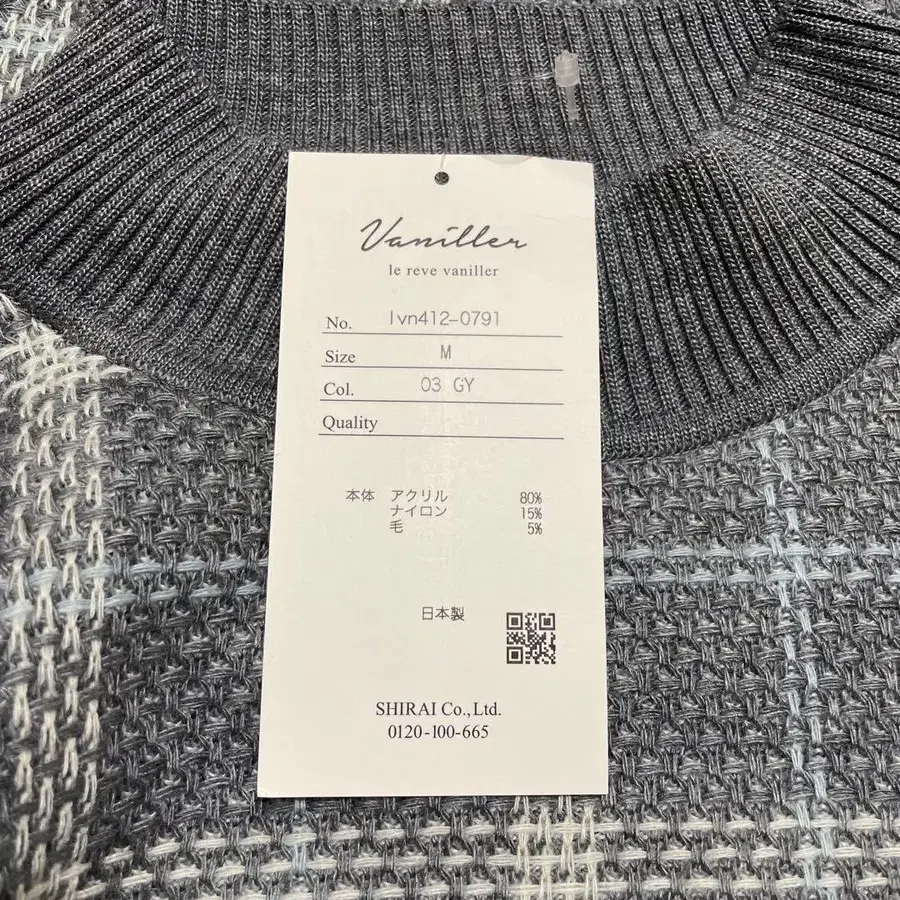 Vaniller
le reve vaniller
No. lvn412-0791
Size M
Col. 03 GY
Quality
本体 アクリル 80%
ナイロン 15%
毛 5%
日本製
SHIRAI Co.,Ltd.
0120-100-665